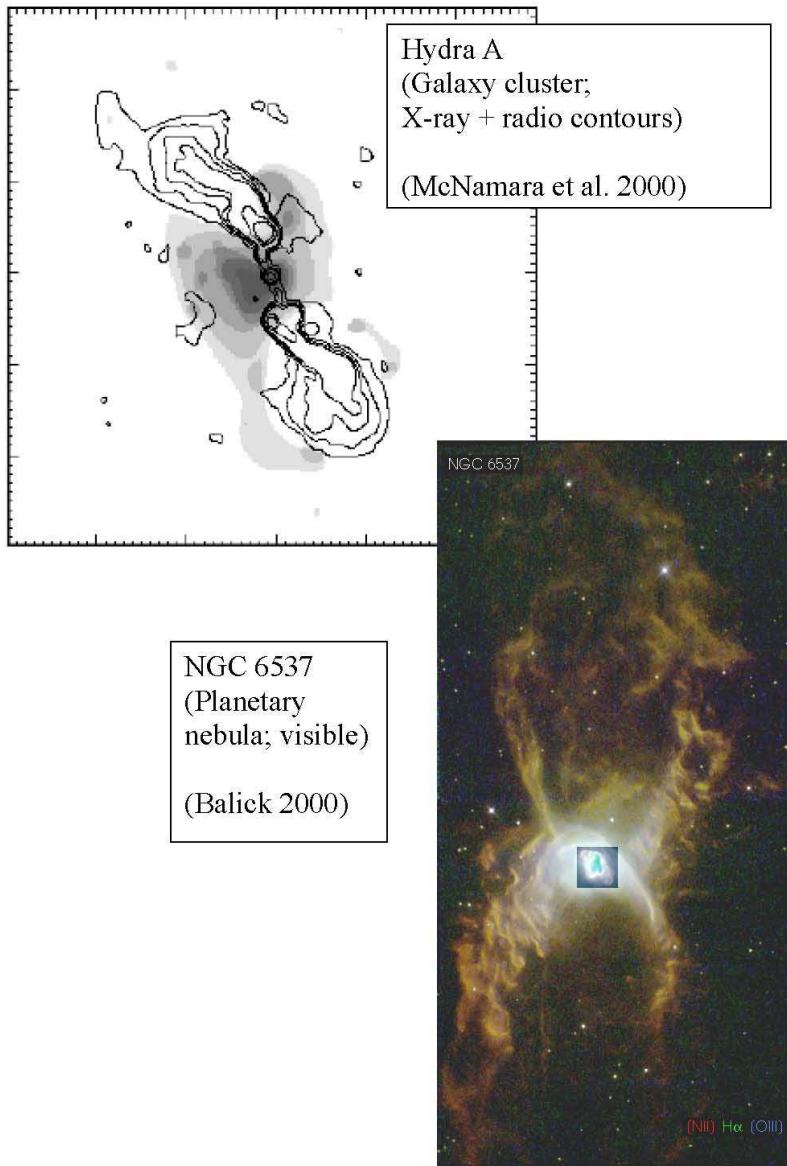 Hydra A
(Galaxy cluster;
X-ray + radio contours)
(McNamara et al. 2000)
NGC 6537
NGC 6537
(Planetary
nebula; visible)
(Balick 2000)
(NII) Hα (OIII)